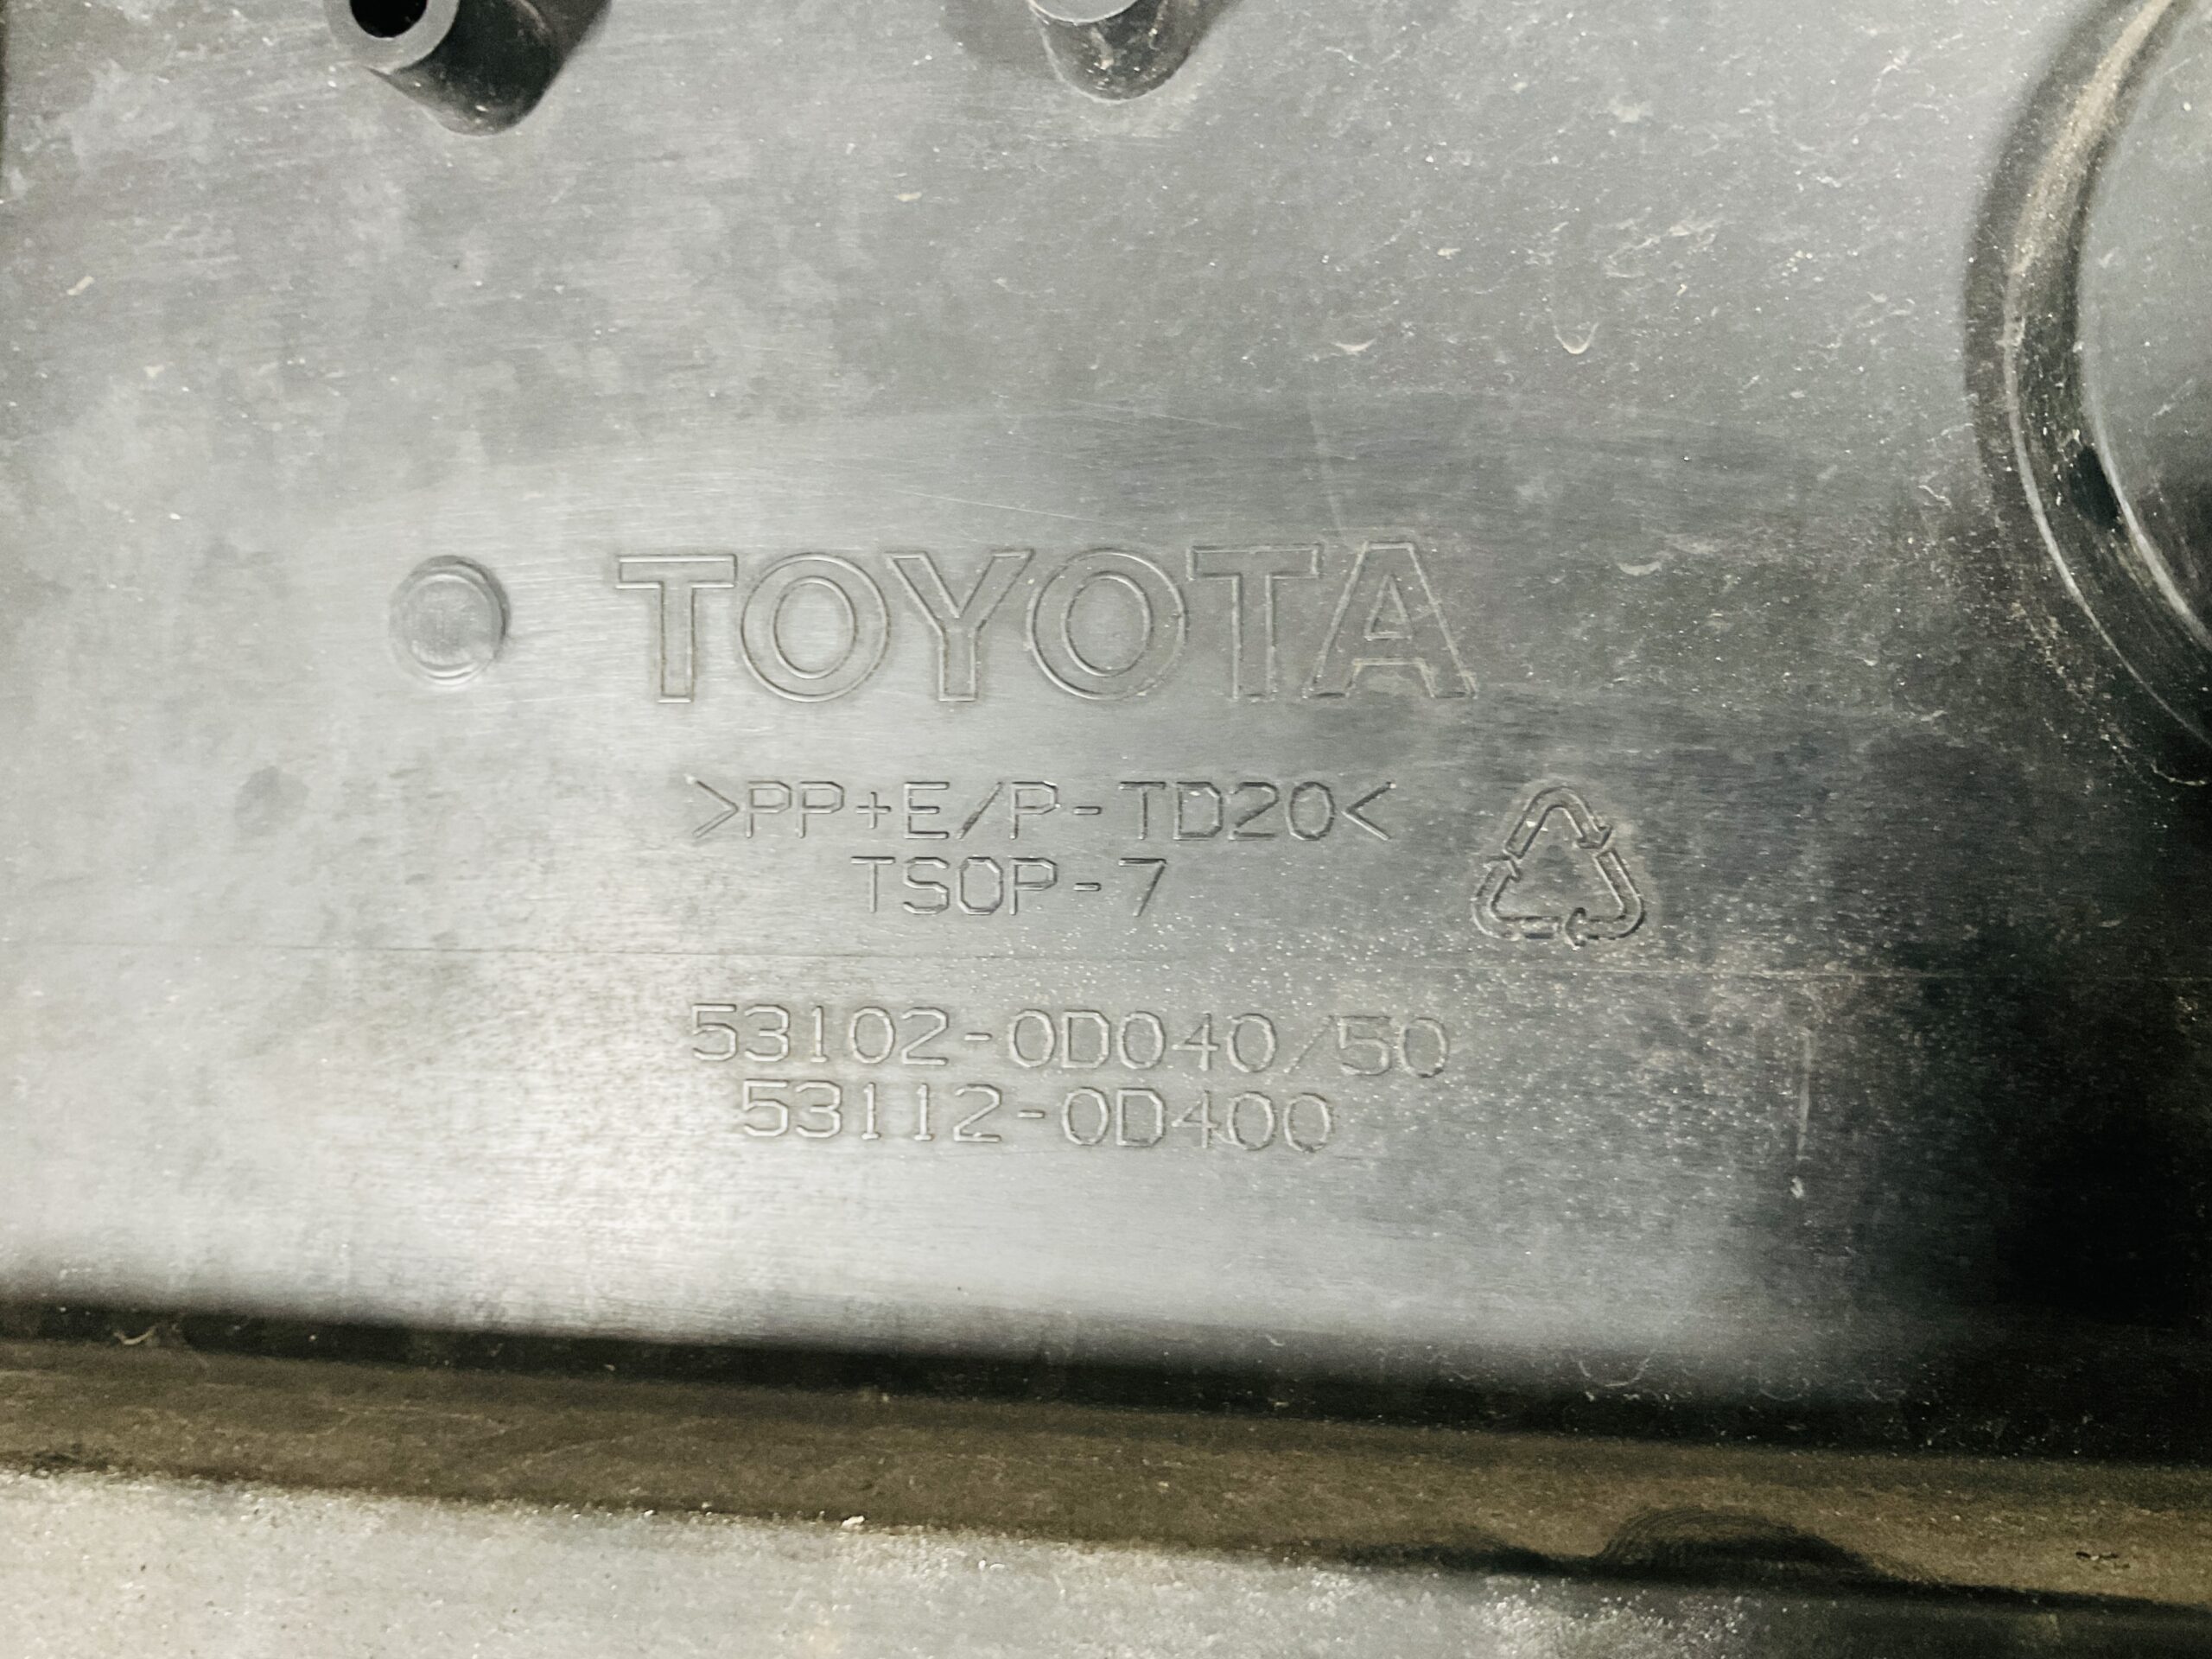 TOYOTA
>PP+E/P-TD20<
TSOP-7
53102-0D040/50
53112-0D400